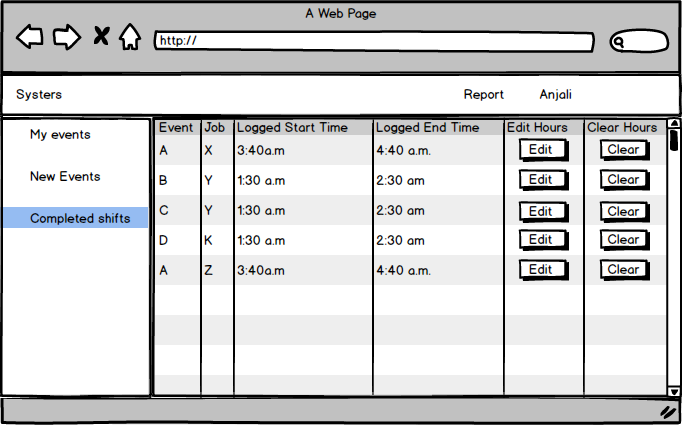 A Web Page
http://
Systers Report Anjali
My events
New Events
Completed shifts
Event Job Logged Start Time Logged End Time Edit Hours Clear Hours
A X 3:40a.m 4:40 a.m. Edit Clear
B Y 1:30 a.m 2:30 am Edit Clear
C Y 1:30 a.m 2:30 am Edit Clear
D K 1:30 a.m 2:30 am Edit Clear
A Z 3:40a.m 4:40 a.m. Edit Clear